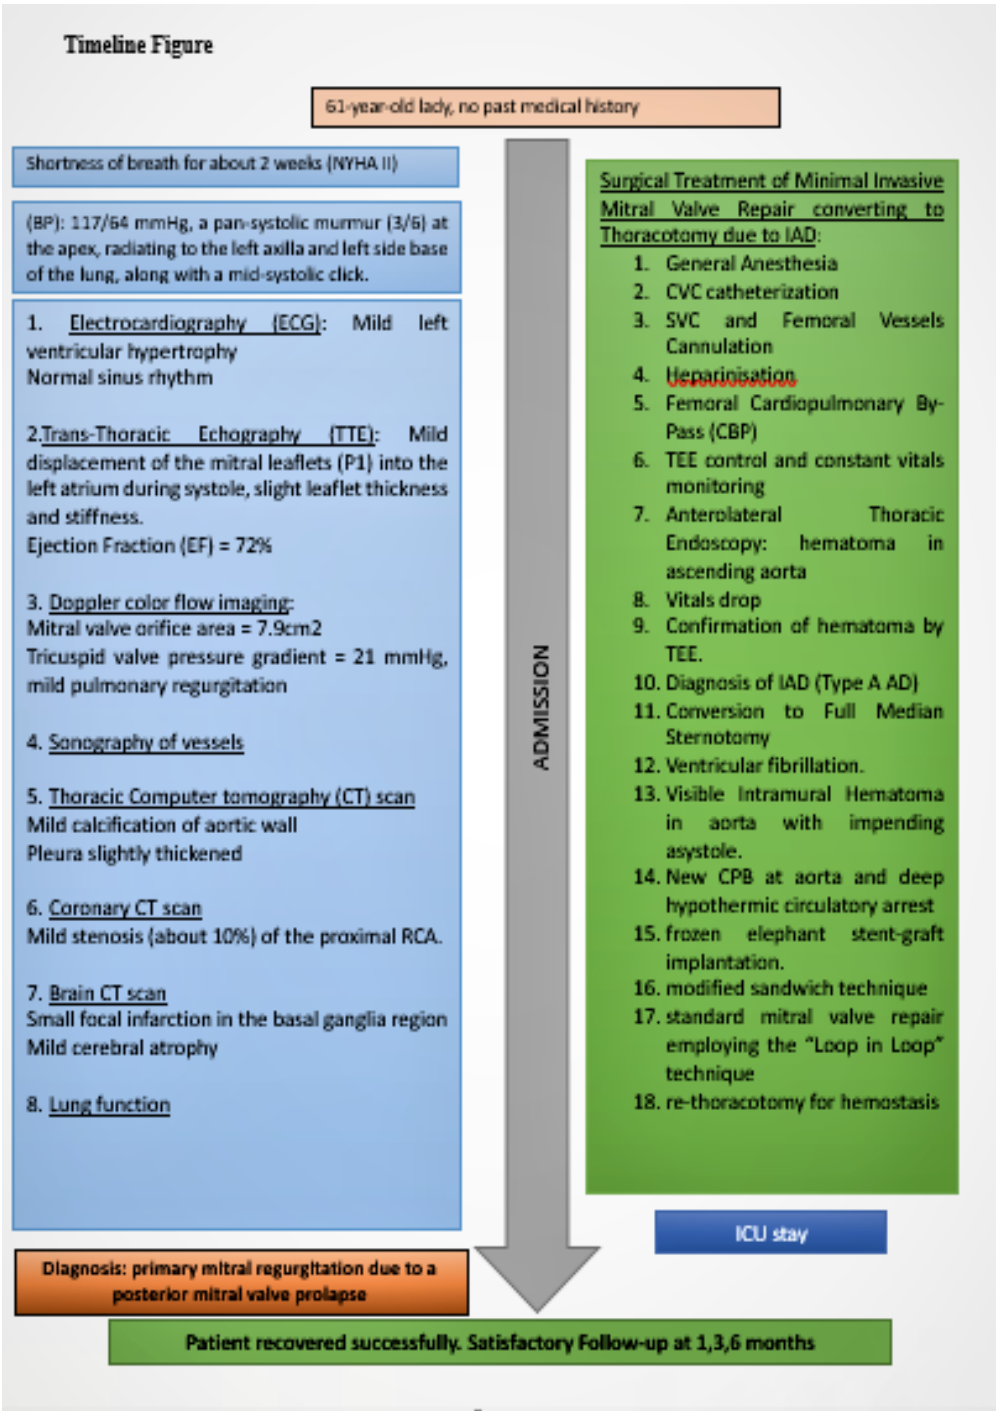 Timeline Figure
61-year-old lady, no past medical history
Shortness of breath for about 2 weeks (NYHA II)
(BP): 117/64 mmHg, a pan-systolic murmur (3/6) at
the apex, radiating to the left axilla and left side base
of the lung, along with a mid-systolic click.
1. Electrocardiography (ECG): Mild left
ventricular hypertrophy
Normal sinus rhythm
2.Trans-Thoracic Echography (TTE): Mild
displacement of the mitral leaflets (P1) into the
left atrium during systole, slight leaflet thickness
and stiffness.
Ejection Fraction (EF) = 72%
3. Doppler color flow imaging:
Mitral valve orifice area = 7.9cm2
Tricuspid valve pressure gradient = 21 mmHg,
mild pulmonary regurgitation
4. Sonography of vessels
5. Thoracic Computer tomography (CT) scan
Mild calcification of aortic wall
Pleura slightly thickened
6. Coronary CT scan
Mild stenosis (about 10%) of the proximal RCA.
7. Brain CT scan
Small focal infarction in the basal ganglia region
Mild cerebral atrophy
8. Lung function
Diagnosis: primary mitral regurgitation due to a
posterior mitral valve prolapse
ADMISSION
Surgical Treatment of Minimal Invasive
Mitral Valve Repair converting to
Thoracotomy due to IAD:
1. General Anesthesia
2. CVC catheterization
3. SVC and Femoral Vessels
Cannulation
4. Heparinisation
5. Femoral Cardiopulmonary By-
Pass (CBP)
6. TEE control and constant vitals
monitoring
7. Anterolateral Thoracic
Endoscopy: hematoma in
ascending aorta
8. Vitals drop
9. Confirmation of hematoma by
TEE.
10. Diagnosis of IAD (Type A AD)
11. Conversion to Full Median
Sternotomy
12. Ventricular fibrillation.
13. Visible Intramural Hematoma
in aorta with impending
asystole.
14. New CPB at aorta and deep
hypothermic circulatory arrest
15. frozen elephant stent-graft
implantation.
16. modified sandwich technique
17. standard mitral valve repair
employing the "Loop in Loop"
technique
18. re-thoracotomy for hemostasis
ICU stay
Patient recovered successfully. Satisfactory Follow-up at 1,3,6 months